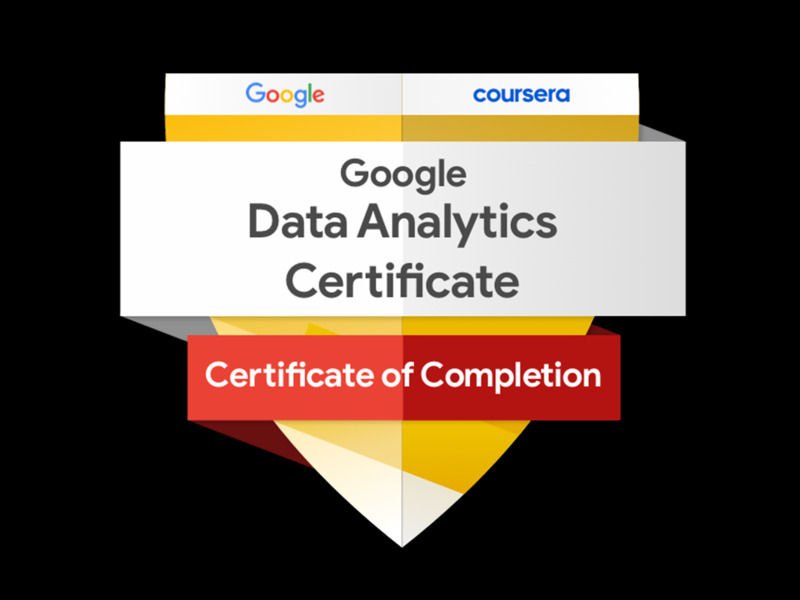 Google coursera
Google
Data Analytics
Certificate
Certificate of Completion